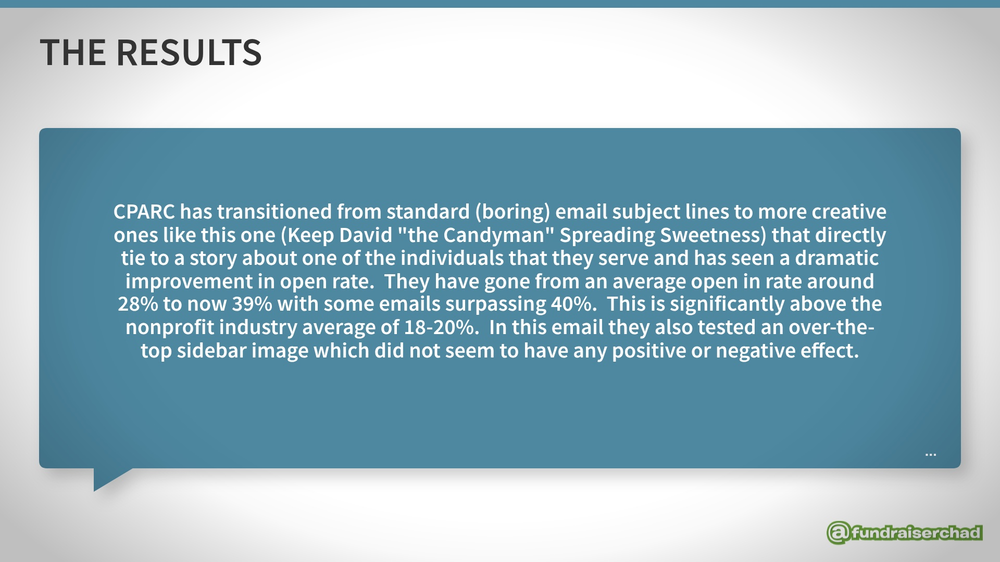 THE RESULTS
CPARC has transitioned from standard (boring) email subject lines to more creative
ones like this one (Keep David "the Candyman" Spreading Sweetness) that directly
tie to a story about one of the individuals that they serve and has seen a dramatic
improvement in open rate.  They have gone from an average open in rate around
28% to now 39% with some emails surpassing 40%.  This is significantly above the
nonprofit industry average of 18-20%.  In this email they also tested an over-the-
top sidebar image which did not seem to have any positive or negative effect.
...
@fundraiserchad